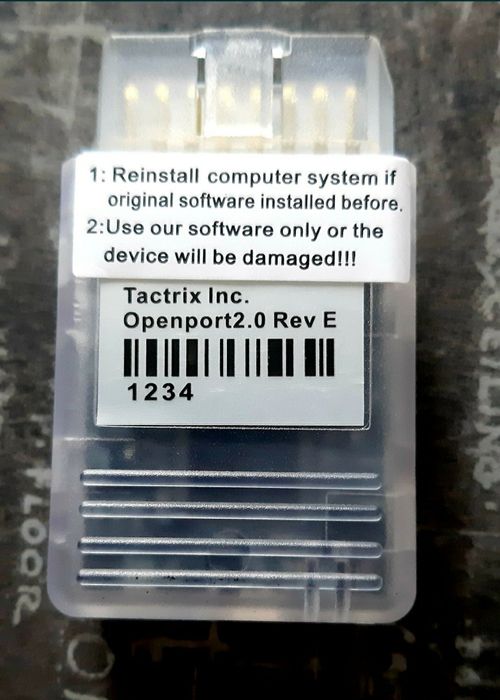 1: Reinstall computer system if
original software installed before.
2:Use our software only or the
device will be damaged!!!
Tactrix Inc.
Openport2.0 Rev E
1234
FLOOR